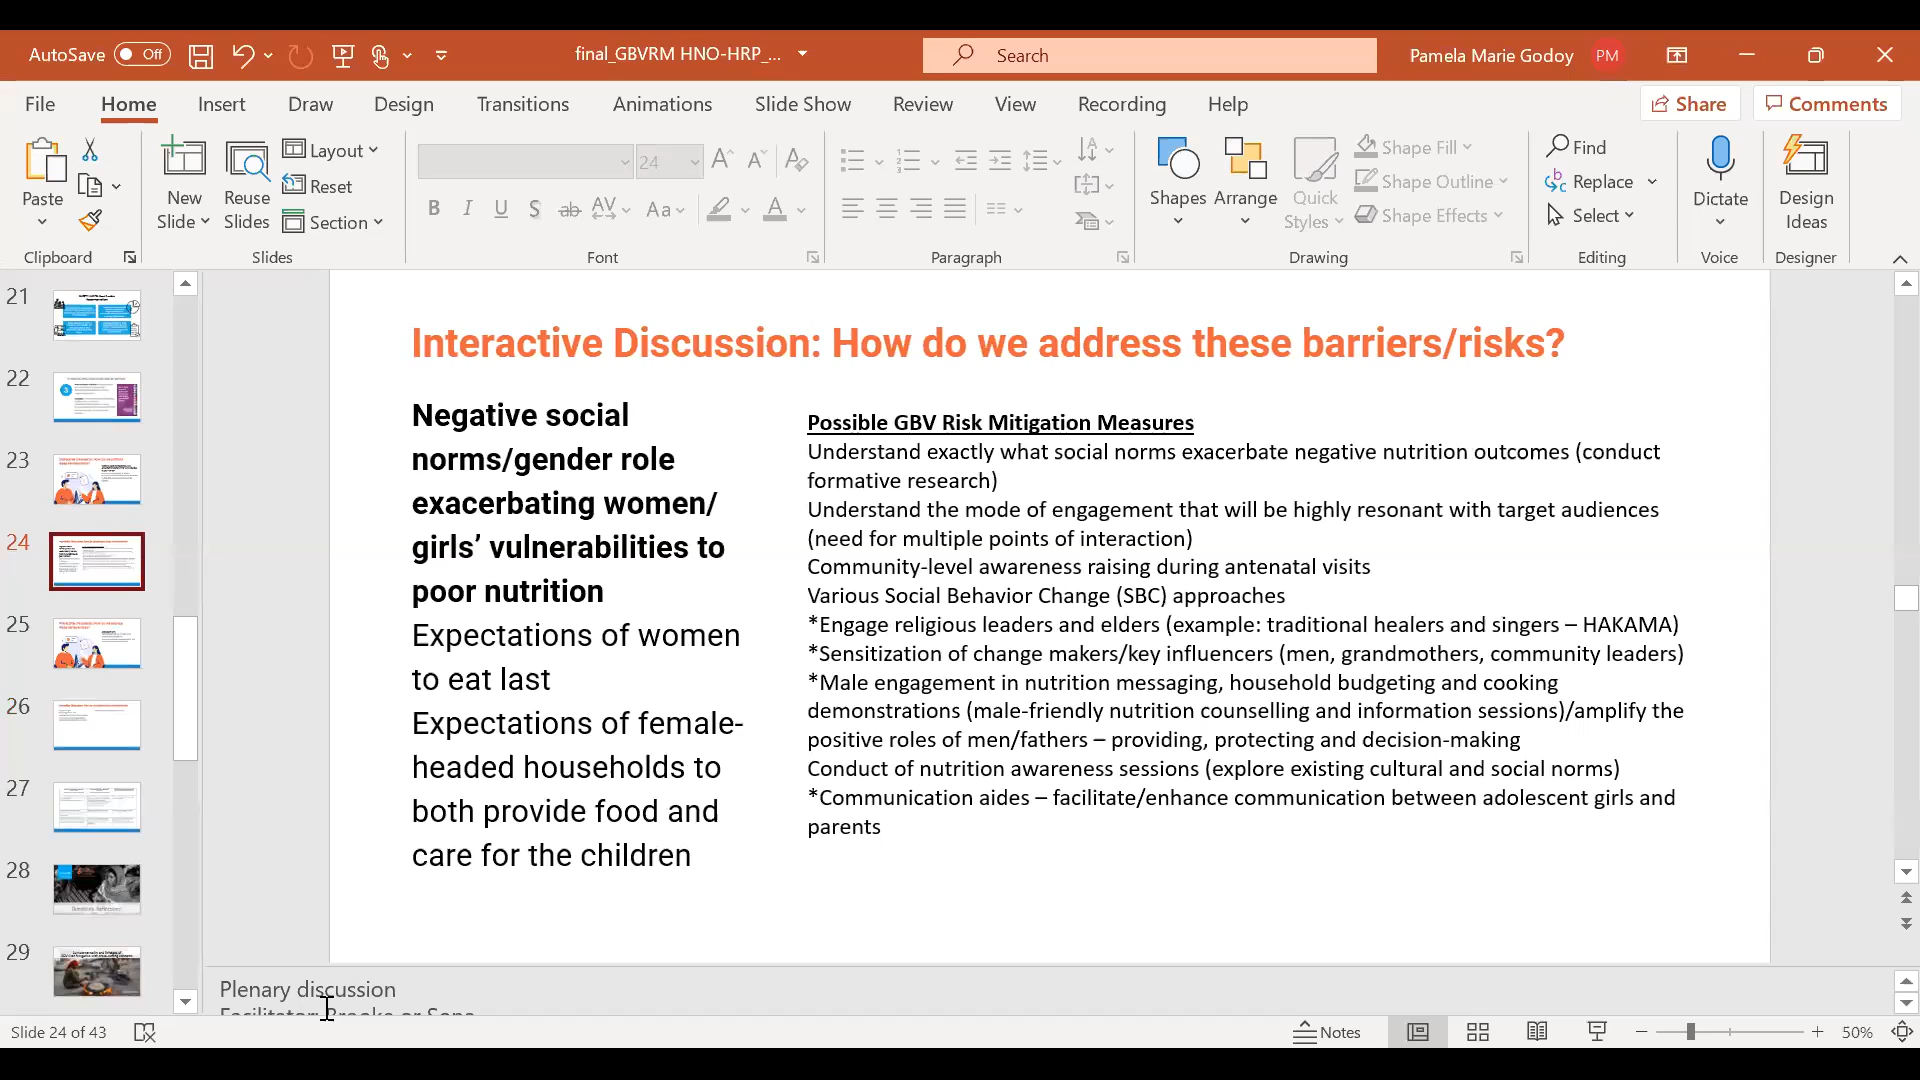 AutoSave Off final_GBVRM HNO-HRP_... Search Pamela Marie Godoy PM
File Home Insert Draw Design Transitions Animations Slide Show Review View Recording Help Share Comments
Paste New Slide Reuse Slides Layout Reset Section 24 Shape Fill Shape Outline Shape Effects Shapes Arrange Quick Styles Find Replace Select Dictate Design Ideas
B I U S ab AV Aa A
Clipboard Slides Font Paragraph Drawing Editing Voice Designer
21
22
23
24
25
26
27
28
29
Interactive Discussion: How do we address these barriers/risks?
Negative social
norms/gender role
exacerbating women/
girls’ vulnerabilities to
poor nutrition
Expectations of women
to eat last
Expectations of female-
headed households to
both provide food and
care for the children
Possible GBV Risk Mitigation Measures
Understand exactly what social norms exacerbate negative nutrition outcomes (conduct
formative research)
Understand the mode of engagement that will be highly resonant with target audiences
(need for multiple points of interaction)
Community-level awareness raising during antenatal visits
Various Social Behavior Change (SBC) approaches
*Engage religious leaders and elders (example: traditional healers and singers – HAKAMA)
*Sensitization of change makers/key influencers (men, grandmothers, community leaders)
*Male engagement in nutrition messaging, household budgeting and cooking
demonstrations (male-friendly nutrition counselling and information sessions)/amplify the
positive roles of men/fathers – providing, protecting and decision-making
Conduct of nutrition awareness sessions (explore existing cultural and social norms)
*Communication aides – facilitate/enhance communication between adolescent girls and
parents
Plenary discussion
Slide 24 of 43 Notes 50%